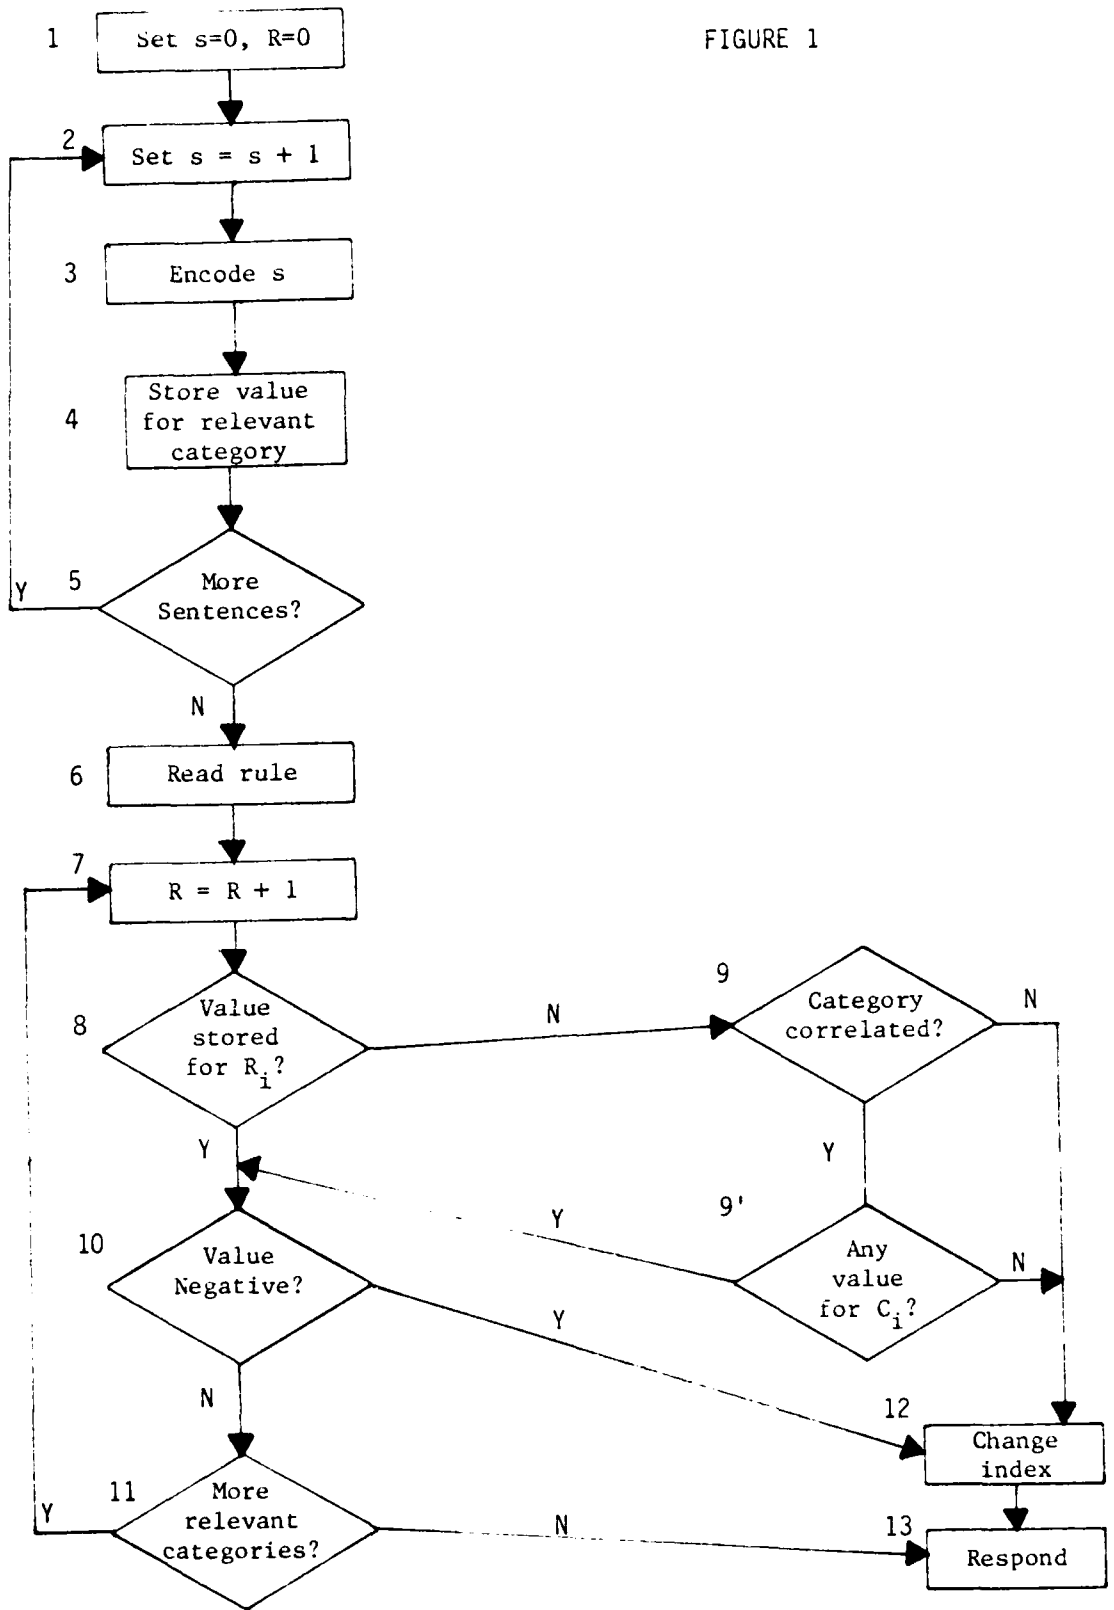 FIGURE 1
1
Set s=0, R=0
2
Set s = s + 1
3
Encode s
4
Store value
for relevant
category
5
More
Sentences?
Y
N
6
Read rule
7
R = R + 1
8
Value
stored
for Ri?
N
Y
9
Category
correlated?
N
Y
9'
Any
value
for Ci?
N
Y
10
Value
Negative?
Y
N
11
More
relevant
categories?
Y
N
12
Change
index
13
Respond